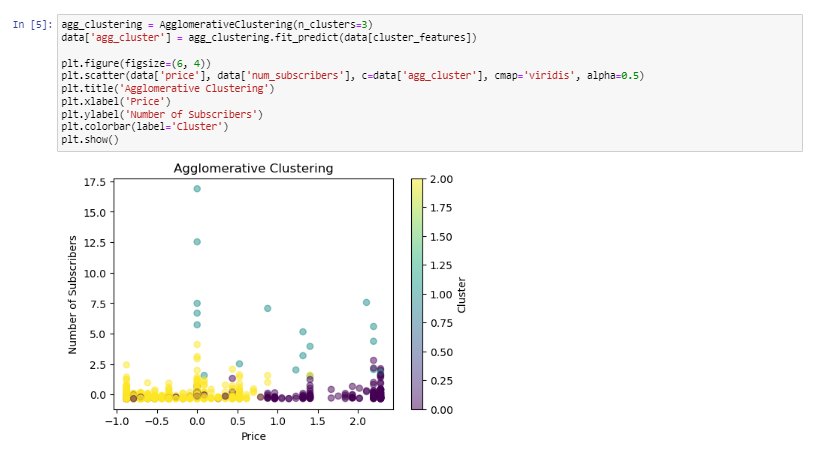 In [5]: agg_clustering = AgglomerativeClustering(n_clusters=3)
data['agg_cluster'] = agg_clustering.fit_predict(data[cluster_features])
plt.figure(figsize=(6, 4))
plt.scatter(data['price'], data['num_subscribers'], c=data['agg_cluster'], cmap='viridis', alpha=0.5)
plt.title('Agglomerative Clustering')
plt.xlabel('Price')
plt.ylabel('Number of Subscribers')
plt.colorbar(label='Cluster')
plt.show()
Agglomerative Clustering
17.5
15.0
12.5
10.0
7.5
5.0
2.5
0.0
Number of Subscribers
−1.0 −0.5 0.0 0.5 1.0 1.5 2.0
Price
2.00
1.75
1.50
1.25
1.00
0.75
0.50
0.25
0.00
Cluster